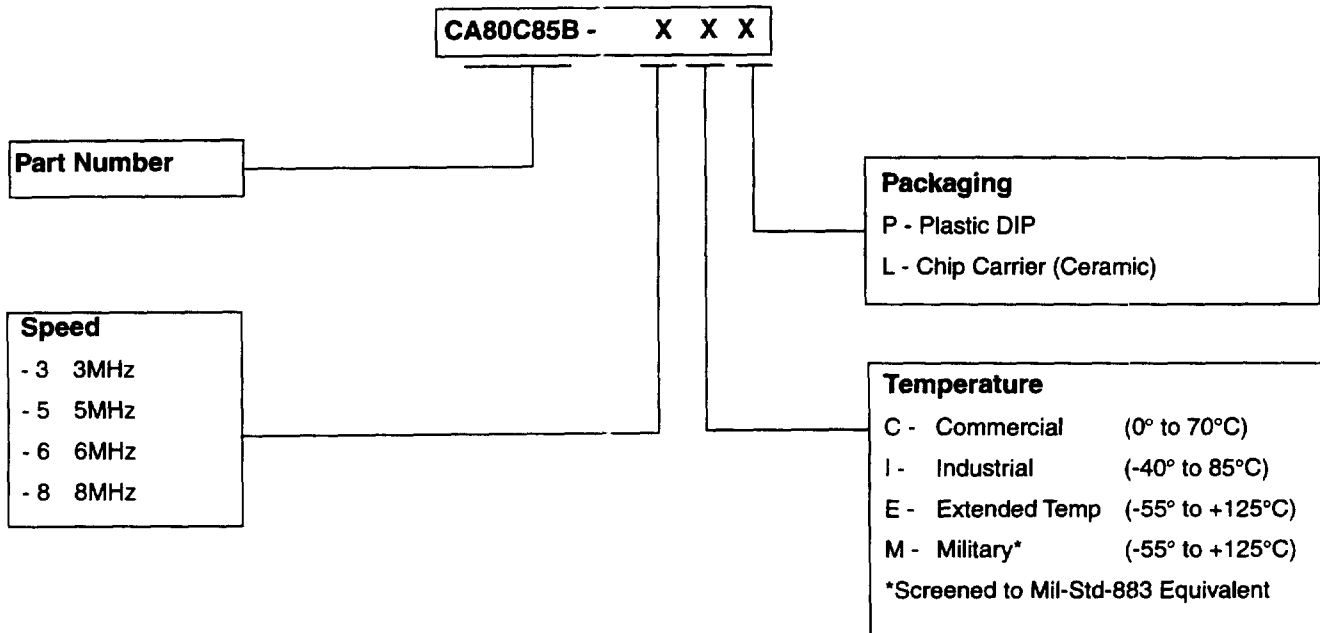 CA80C85B - X X X
Part Number
Packaging
P - Plastic DIP
L - Chip Carrier (Ceramic)
Speed
- 3 3MHz
- 5 5MHz
- 6 6MHz
- 8 8MHz
Temperature
C - Commercial (0° to 70°C)
I - Industrial (-40° to 85°C)
E - Extended Temp (-55° to +125°C)
M - Military* (-55° to +125°C)
*Screened to Mil-Std-883 Equivalent